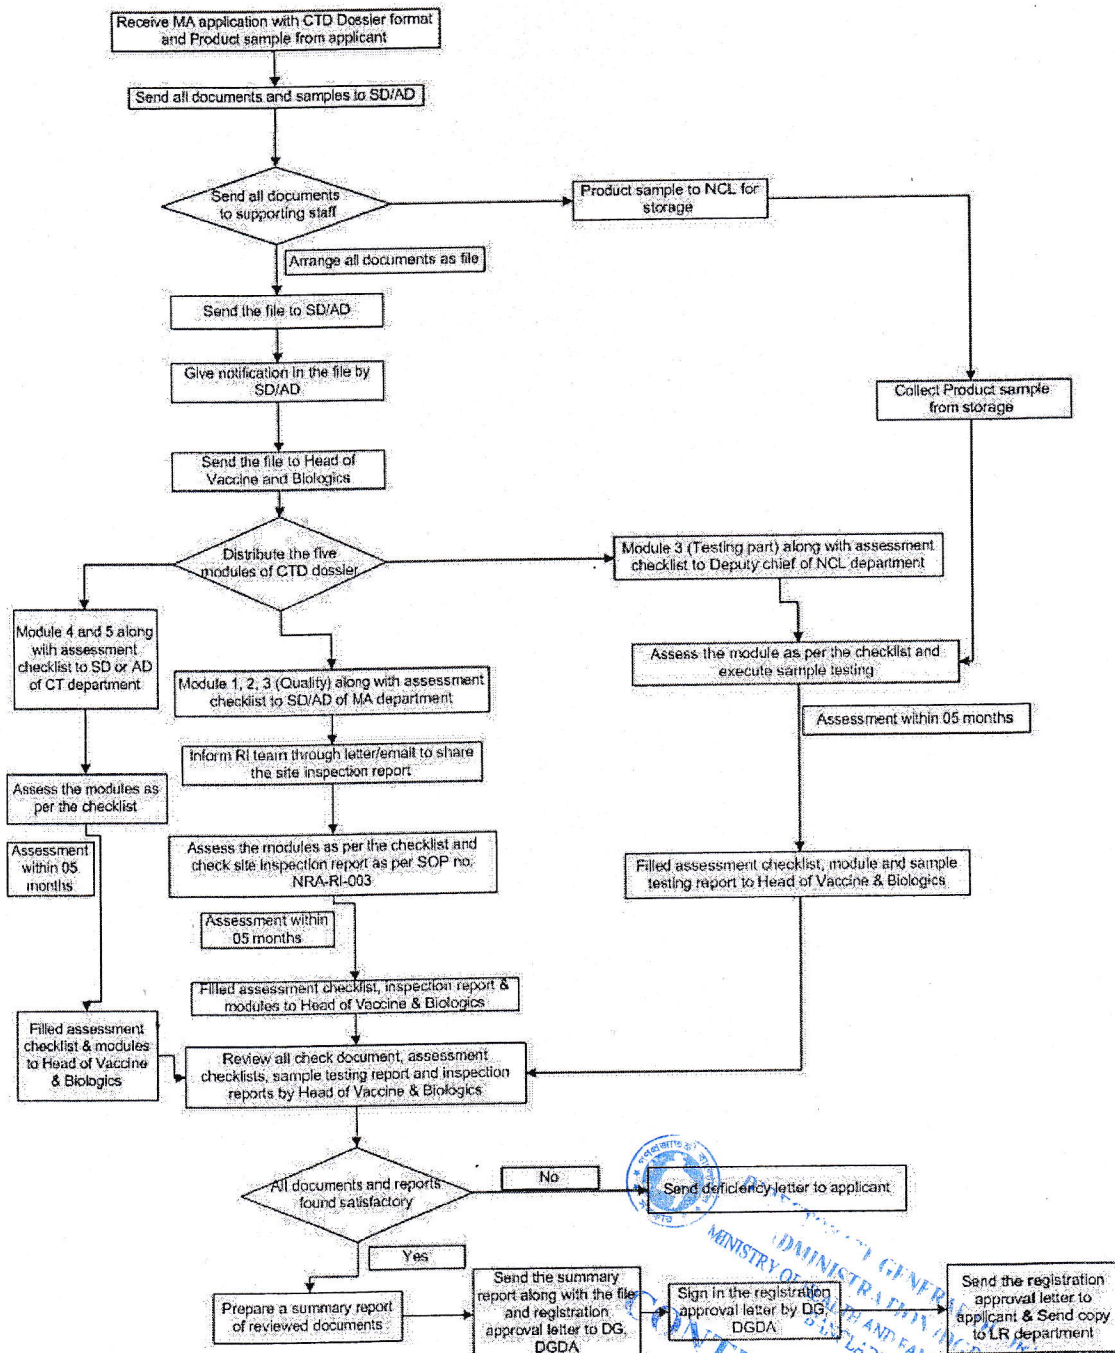 Receive MA application with CTD Dossier format
and Product sample from applicant
Send all documents and samples to SD/AD
Send all documents
to supporting staff
Product sample to NCL for
storage
Arrange all documents as file
Send the file to SD/AD
Give notification in the file by
SD/AD
Collect Product sample
from storage
Send the file to Head of
Vaccine and Biologics
Distribute the five
modules of CTD dossier
Module 3 (Testing part) along with assessment
checklist to Deputy chief of NCL department
Module 4 and 5 along
with assessment
checklist to SD or AD
of CT department
Assess the module as per the checklist and
execute sample testing
Module 1, 2, 3 (Quality) along with assessment
checklist to SD/AD of MA department
Assessment within 05 months
Inform RI team through letter/email to share
the site inspection report
Assess the modules as
per the checklist
Assessment
within 05
months
Assess the modules as per the checklist and
check site inspection report as per SOP no.
NRA-RI-003
Filled assessment checklist, module and sample
testing report to Head of Vaccine & Biologics
Assessment within
05 months
Filled assessment checklist, inspection report &
modules to Head of Vaccine & Biologics
Filled assessment
checklist & modules
to Head of Vaccine
& Biologics
Review all check document, assessment
checklists, sample testing report and inspection
reports by Head of Vaccine & Biologics
All documents and reports
found satisfactory
No
Send deficiency letter to applicant
Yes
Prepare a summary report
of reviewed documents
Send the summary
report along with the file
and registration
approval letter to DG,
DGDA
Sign in the registration
approval letter by DG,
DGDA
Send the registration
approval letter to
applicant & Send copy
to LR department
MINISTRY OF HEALTH AND